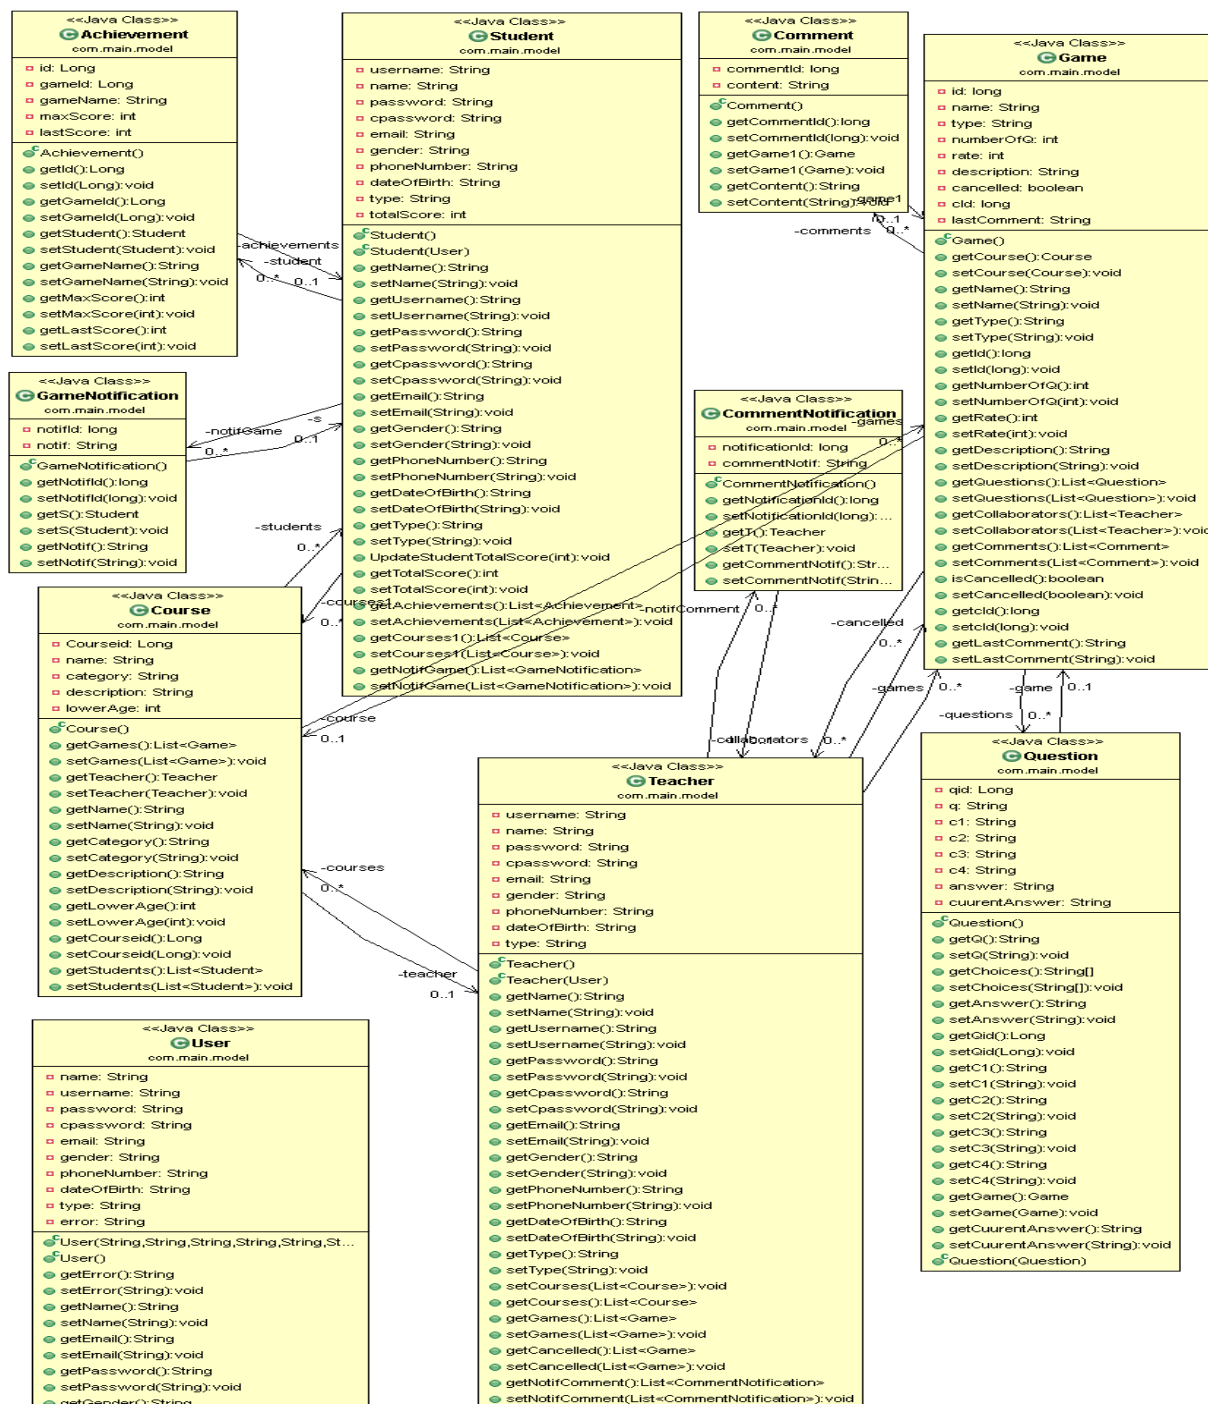 <<Java Class>>
Achievement
com.main.model
id: Long
gameId: Long
gameName: String
maxScore: int
lastScore: int
Achievement()
getId():Long
setId(Long):void
getGameId():Long
setGameId(Long):void
getStudent():Student
setStudent(Student):void
getGameName():String
setGameName(String):void
getMaxScore():int
setMaxScore(int):void
getLastScore():int
setLastScore(int):void
<<Java Class>>
Student
com.main.model
username: String
name: String
password: String
cpassword: String
email: String
gender: String
phoneNumber: String
dateOfBirth: String
type: String
totalScore: int
Student()
Student(User)
getName():String
setName(String):void
getUsername():String
setUsername(String):void
getPassword():String
setPassword(String):void
getCpassword():String
setCpassword(String):void
getEmail():String
setEmail(String):void
getGender():String
setGender(String):void
getPhoneNumber():String
setPhoneNumber(String):void
getDateOfBirth():String
setDateOfBirth(String):void
getType():String
setType(String):void
UpdateStudentTotalScore(int):void
getTotalScore():int
setTotalScore(int):void
getAchievements():List<Achievement>
setAchievements(List<Achievement>):void
getCourses1():List<Course>
setCourses1(List<Course>):void
getNotifGame():List<GameNotification>
setNotifGame(List<GameNotification>):void
<<Java Class>>
Comment
com.main.model
commentId: long
content: String
Comment()
getCommentId():long
setCommentId(long):void
getGame1():Game
setGame1(Game):void
getContent():String
setContent(String):void
<<Java Class>>
Game
com.main.model
id: long
name: String
type: String
numberOfQ: int
rate: int
description: String
cancelled: boolean
cId: long
lastComment: String
Game()
getCourse():Course
setCourse(Course):void
getName():String
setName(String):void
getType():String
setType(String):void
getId():long
setId(long):void
getNumberOfQ():int
setNumberOfQ(int):void
getRate():int
setRate(int):void
getDescription():String
setDescription(String):void
getQuestions():List<Question>
setQuestions(List<Question>):void
getCollaborators():List<Teacher>
setCollaborators(List<Teacher>):void
getComments():List<Comment>
setComments(List<Comment>):void
isCancelled():boolean
setCancelled(boolean):void
getcId():long
setcId(long):void
getLastComment():String
setLastComment(String):void
-achievements
-student
0..*
0..1
-game1
0..1
-comments
0..*
<<Java Class>>
GameNotification
com.main.model
notifId: long
notif: String
GameNotification()
getNotifId():long
setNotifId(long):void
getS():Student
setS(Student):void
getNotif():String
setNotif(String):void
-s
-notifGame
0..1
0..*
<<Java Class>>
CommentNotification
com.main.model
notificationId: long
commentNotif: String
CommentNotification()
getNotificationId():long
setNotificationId(long): ...
getT():Teacher
setT(Teacher):void
getCommentNotif():Str...
setCommentNotif(Strin...
-games
0..*
-students
0..*
-courses1
0..*
-notifComment
0..*
-cancelled
0..*
<<Java Class>>
Course
com.main.model
Courseid: Long
name: String
category: String
description: String
lowerAge: int
Course()
getGames():List<Game>
setGames(List<Game>):void
getTeacher():Teacher
setTeacher(Teacher):void
getName():String
setName(String):void
getCategory():String
setCategory(String):void
getDescription():String
setDescription(String):void
getLowerAge():int
setLowerAge(int):void
getCourseid():Long
setCourseid(Long):void
getStudents():List<Student>
setStudents(List<Student>):void
-course
0..1
-games
0..*
-game
0..1
-questions
0..*
-collaborators
0..*
-courses
0..*
-teacher
0..1
<<Java Class>>
Teacher
com.main.model
username: String
name: String
password: String
cpassword: String
email: String
gender: String
phoneNumber: String
dateOfBirth: String
type: String
Teacher()
Teacher(User)
getName():String
setName(String):void
getUsername():String
setUsername(String):void
getPassword():String
setPassword(String):void
getCpassword():String
setCpassword(String):void
getEmail():String
setEmail(String):void
getGender():String
setGender(String):void
getPhoneNumber():String
setPhoneNumber(String):void
getDateOfBirth():String
setDateOfBirth(String):void
getType():String
setType(String):void
setCourses(List<Course>):void
getCourses():List<Course>
getGames():List<Game>
setGames(List<Game>):void
getCancelled():List<Game>
setCancelled(List<Game>):void
getNotifComment():List<CommentNotification>
setNotifComment(List<CommentNotification>):void
<<Java Class>>
Question
com.main.model
qid: Long
q: String
c1: String
c2: String
c3: String
c4: String
answer: String
cuurentAnswer: String
Question()
getQ():String
setQ(String):void
getChoices():String[]
setChoices(String[]):void
getAnswer():String
setAnswer(String):void
getQid():Long
setQid(Long):void
getC1():String
setC1(String):void
getC2():String
setC2(String):void
getC3():String
setC3(String):void
getC4():String
setC4(String):void
getGame():Game
setGame(Game):void
getCuurentAnswer():String
setCuurentAnswer(String):void
Question(Question)
<<Java Class>>
User
com.main.model
name: String
username: String
password: String
cpassword: String
email: String
gender: String
phoneNumber: String
dateOfBirth: String
type: String
error: String
User(String,String,String,String,String,St...
User()
getError():String
setError(String):void
getName():String
setName(String):void
getEmail():String
setEmail(String):void
getPassword():String
setPassword(String):void
getGender():String